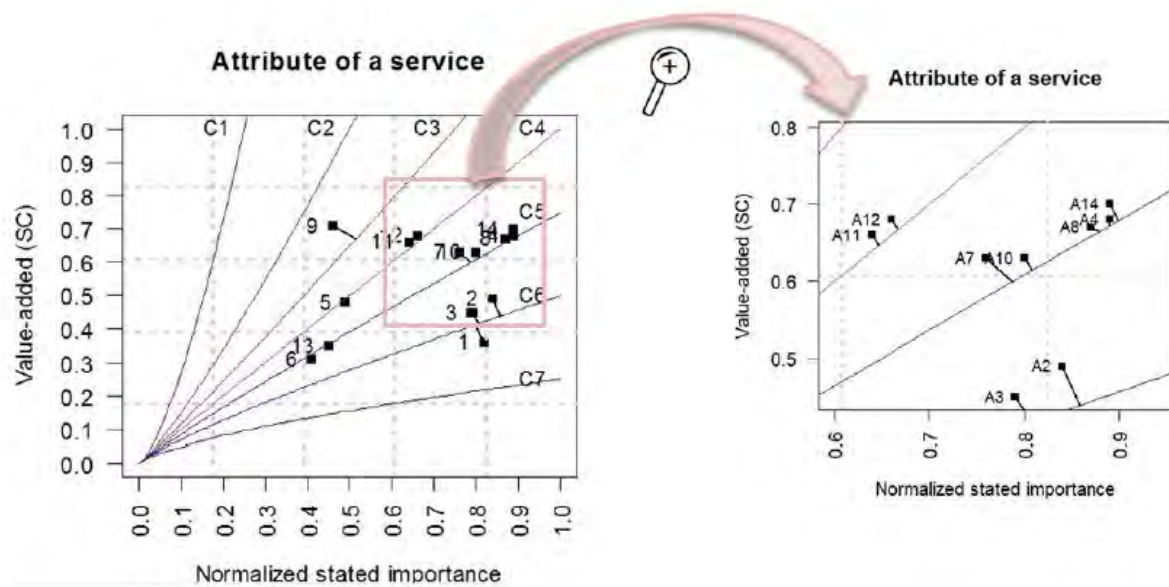 Attribute of a service
C1 C2 C3 C4
C5
C6
C7
Value-added (SC)
1.0
0.9
0.8
0.7
0.6
0.5
0.4
0.3
0.2
0.1
0.0
9
11
2
7
10
8
14
4
5
2
3
1
13
6
0.0 0.1 0.2 0.3 0.4 0.5 0.6 0.7 0.8 0.9 1.0
Normalized stated importance
Attribute of a service
Value-added (SC)
0.8
0.7
0.6
0.5
A14
A12
A4
A8
A11
A7
A10
A2
A3
0.6 0.7 0.8 0.9
Normalized stated importance